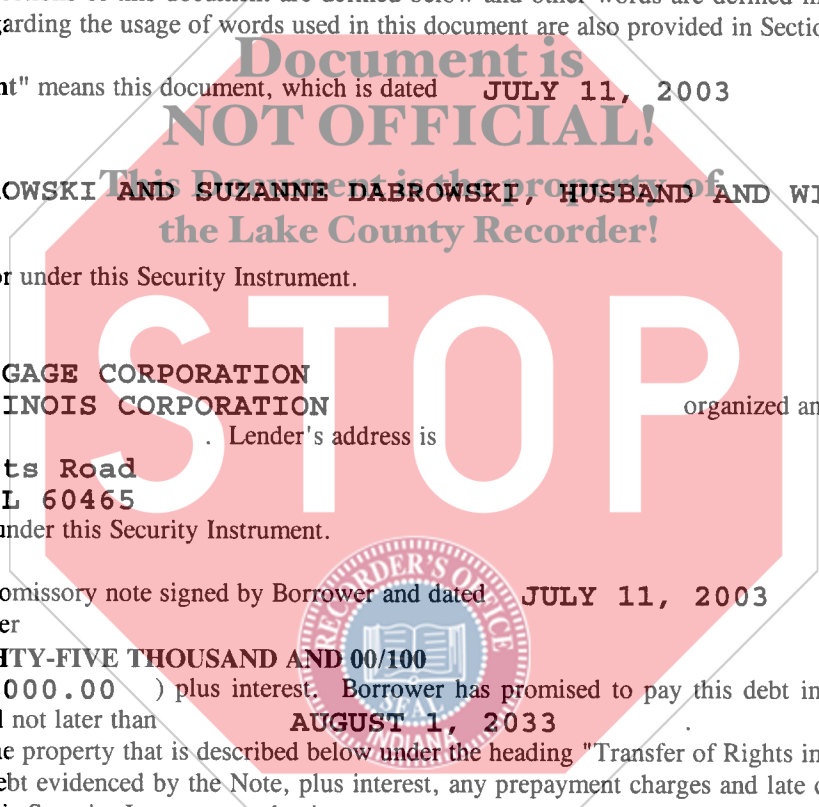 arding the usage of words used in this document are also provided in Sectio
Document is
nt" means this document, which is dated JULY 11, 2003
NOT OFFICIAL!
This Document is the property of
OWSKI AND SUZANNE DABROWSKI, HUSBAND AND WI
the Lake County Recorder!
r under this Security Instrument.
STOP
GAGE CORPORATION
INOIS CORPORATION organized an
. Lender's address is
ts Road
L 60465
under this Security Instrument.
RECORDER'S OFFICE
omissory note signed by Borrower and dated JULY 11, 2003
er
HTY-FIVE THOUSAND AND 00/100
000.00 ) plus interest. Borrower has promised to pay this debt in
SEAL
not later than AUGUST 1, 2033 .
INDIANA
e property that is described below under the heading "Transfer of Rights in
ebt evidenced by the Note, plus interest, any prepayment charges and late c